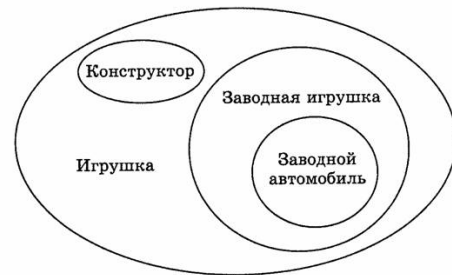 Конструктор
Заводная игрушка
Игрушка
Заводной
автомобиль